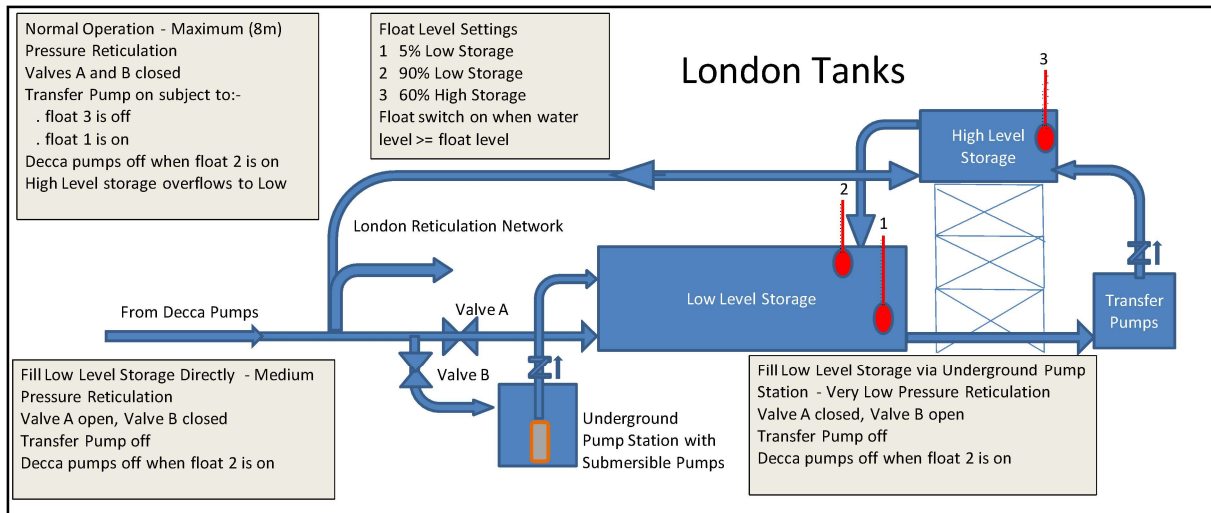 Normal Operation - Maximum (8m)
Pressure Reticulation
Valves A and B closed
Transfer Pump on subject to:-
. float 3 is off
. float 1 is on
Decca pumps off when float 2 is on
High Level storage overflows to Low
Float Level Settings
1 5% Low Storage
2 90% Low Storage
3 60% High Storage
Float switch on when water
level >= float level
London Tanks
3
High Level
Storage
2
1
London Reticulation Network
Low Level Storage
Transfer
Pumps
From Decca Pumps
Valve A
Valve B
Fill Low Level Storage Directly - Medium
Pressure Reticulation
Valve A open, Valve B closed
Transfer Pump off
Decca pumps off when float 2 is on
Underground
Pump Station with
Submersible Pumps
Fill Low Level Storage via Underground Pump
Station - Very Low Pressure Reticulation
Valve A closed, Valve B open
Transfer Pump off
Decca pumps off when float 2 is on